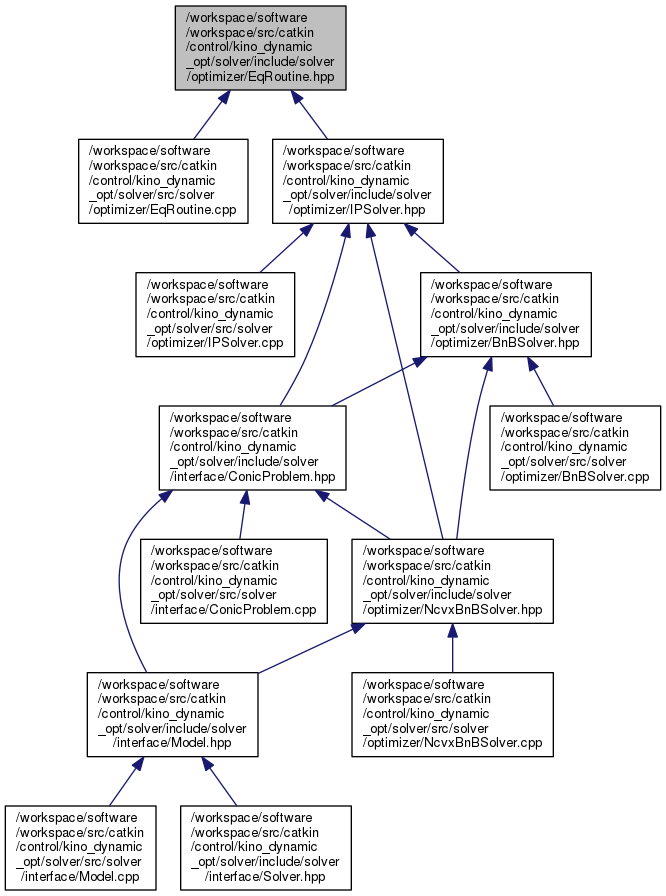 /workspace/software
/workspace/src/catkin
/control/kino_dynamic
_opt/solver/include/solver
/optimizer/EqRoutine.hpp
/workspace/software
/workspace/src/catkin
/control/kino_dynamic
_opt/solver/src/solver
/optimizer/EqRoutine.cpp
/workspace/software
/workspace/src/catkin
/control/kino_dynamic
_opt/solver/include/solver
/optimizer/IPSolver.hpp
/workspace/software
/workspace/src/catkin
/control/kino_dynamic
_opt/solver/src/solver
/optimizer/IPSolver.cpp
/workspace/software
/workspace/src/catkin
/control/kino_dynamic
_opt/solver/include/solver
/optimizer/BnBSolver.hpp
/workspace/software
/workspace/src/catkin
/control/kino_dynamic
_opt/solver/include/solver
/interface/ConicProblem.hpp
/workspace/software
/workspace/src/catkin
/control/kino_dynamic
_opt/solver/src/solver
/optimizer/BnBSolver.cpp
/workspace/software
/workspace/src/catkin
/control/kino_dynamic
_opt/solver/src/solver
/interface/ConicProblem.cpp
/workspace/software
/workspace/src/catkin
/control/kino_dynamic
_opt/solver/include/solver
/optimizer/NcvxBnBSolver.hpp
/workspace/software
/workspace/src/catkin
/control/kino_dynamic
_opt/solver/include/solver
/interface/Model.hpp
/workspace/software
/workspace/src/catkin
/control/kino_dynamic
_opt/solver/src/solver
/optimizer/NcvxBnBSolver.cpp
/workspace/software
/workspace/src/catkin
/control/kino_dynamic
_opt/solver/src/solver
/interface/Model.cpp
/workspace/software
/workspace/src/catkin
/control/kino_dynamic
_opt/solver/include/solver
/interface/Solver.hpp